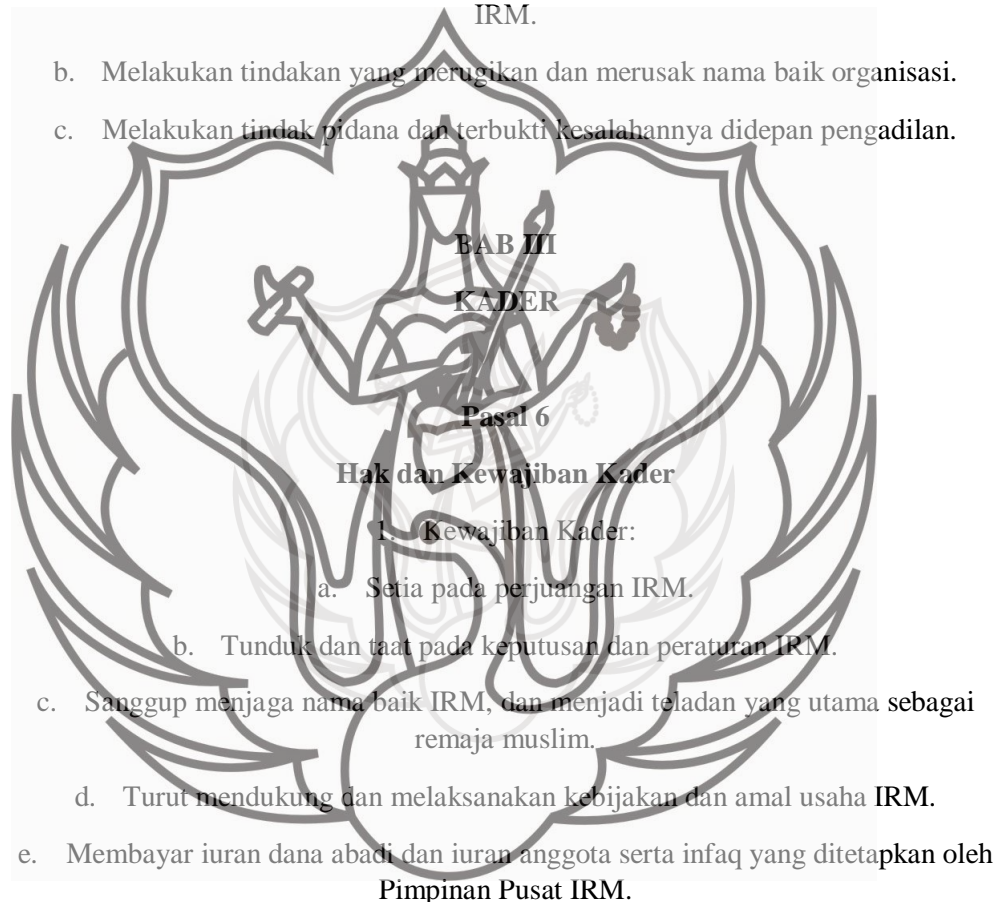 IRM.
b. Melakukan tindakan yang merugikan dan merusak nama baik organisasi.
c. Melakukan tindak pidana dan terbukti kesalahannya didepan pengadilan.
BAB III
KADER
Pasal 6
Hak dan Kewajiban Kader
1. Kewajiban Kader:
a. Setia pada perjuangan IRM.
b. Tunduk dan taat pada keputusan dan peraturan IRM.
c. Sanggup menjaga nama baik IRM, dan menjadi teladan yang utama sebagai
remaja muslim.
d. Turut mendukung dan melaksanakan kebijakan dan amal usaha IRM.
e. Membayar iuran dana abadi dan iuran anggota serta infaq yang ditetapkan oleh
Pimpinan Pusat IRM.